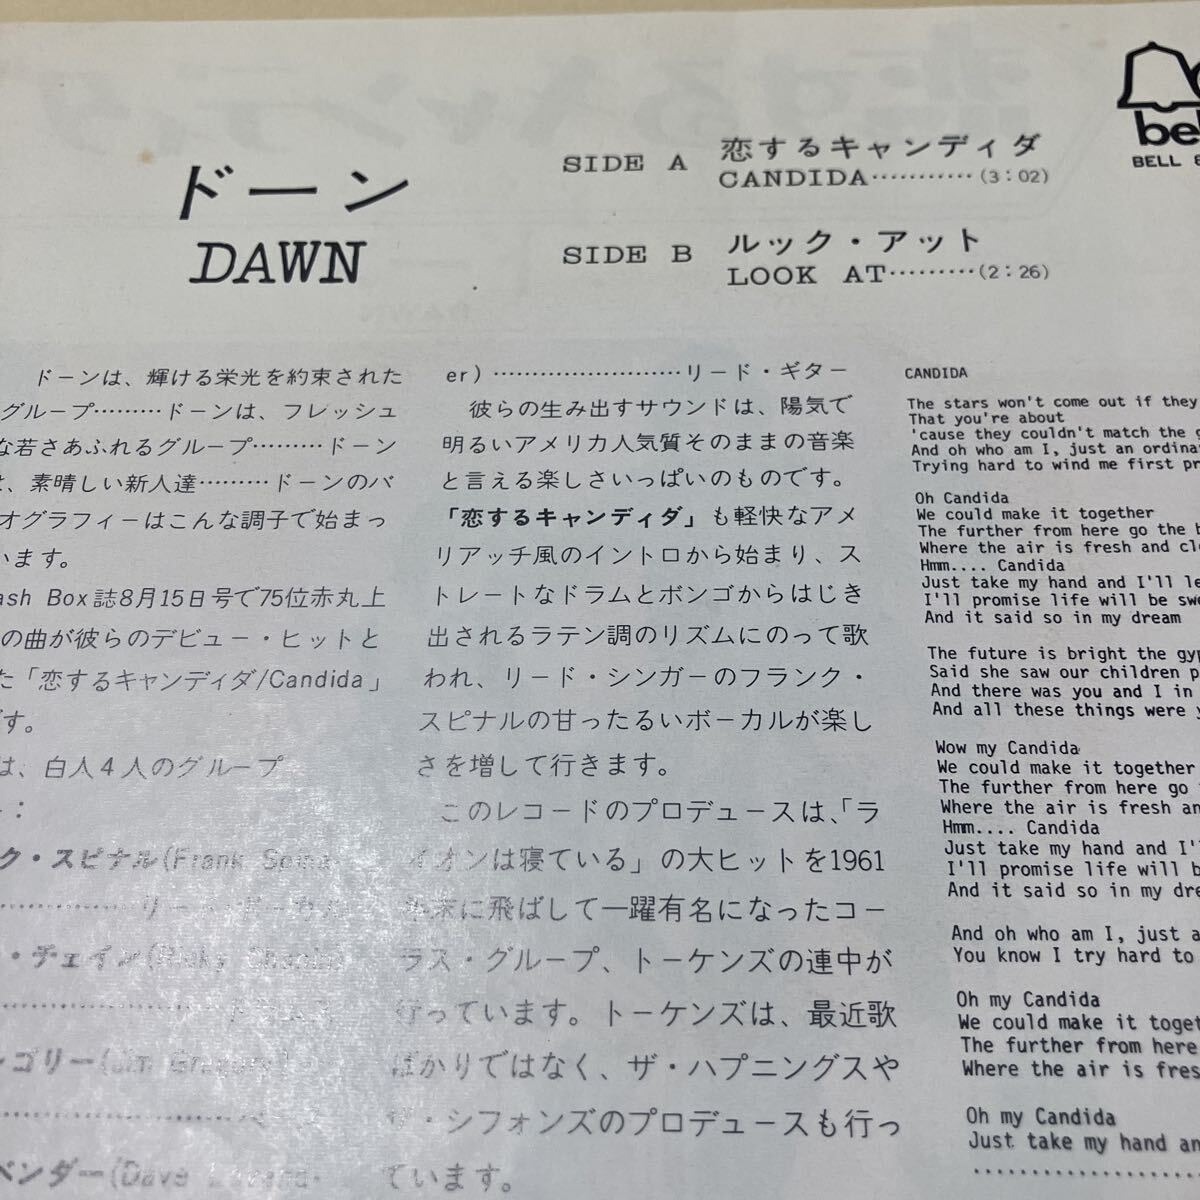 ドーン
DAWN
SIDE A 恋するキャンディダ
CANDIDA…………(3：02)
SIDE B ルック・アット
LOOK AT………(2：26)
BELL
ドーンは、輝ける栄光を約束された
グループ………ドーンは、フレッシュ
な若さあふれるグループ………ドーン
は、素晴しい新人達………ドーンのバ
オグラフィーはこんな調子で始まっ
います。
ash Box誌8月15日号で75位赤丸上
の曲が彼らのデビュー・ヒットと
た「恋するキャンディダ/Candida」
です。
は、白人4人のグループ
ク・スピナル(Frank Spina
・チェイン(Ricky Chapin)
レゴリー(Jim Gregory)
ベンダー(Dave Lavend-
er)……………………リード・ギター
彼らの生み出すサウンドは、陽気で
明るいアメリカ人気質そのままの音楽
と言える楽しさいっぱいのものです。
「恋するキャンディダ」も軽快なアメ
リアッチ風のイントロから始まり、ス
トレートなドラムとボンゴからはじき
出されるラテン調のリズムにのって歌
われ、リード・シンガーのフランク・
スピナルの甘ったるいボーカルが楽し
さを増して行きます。
このレコードのプロデュースは、「ラ
イオンは寝ている」の大ヒットを1961
年末に飛ばして一躍有名になったコー
ラス・グループ、トーケンズの連中が
行っています。トーケンズは、最近歌
ばかりではなく、ザ・ハプニングスや
ザ・シフォンズのプロデュースも行っ
ています。
CANDIDA
The stars won't come out if they
That you're about
'cause they couldn't match the
And oh who am I, just an
Trying hard to wind me first
Oh Candida
We could make it together
The further from here go the
Where the air is fresh and
Hmm.... Candida
Just take my hand and I'll
I'll promise life will be
And it said so in my dream
The future is bright the
Said she saw our children
And there was you and I in
And all these things were
Wow my Candida
We could make it together
The further from here go
Where the air is fresh
Hmm.... Candida
Just take my hand and
I'll promise life will
And it said so in my
And oh who am I, just
You know I try hard to
Oh my Candida
We could make it
The further from here
Where the air is
Oh my Candida
Just take my hand